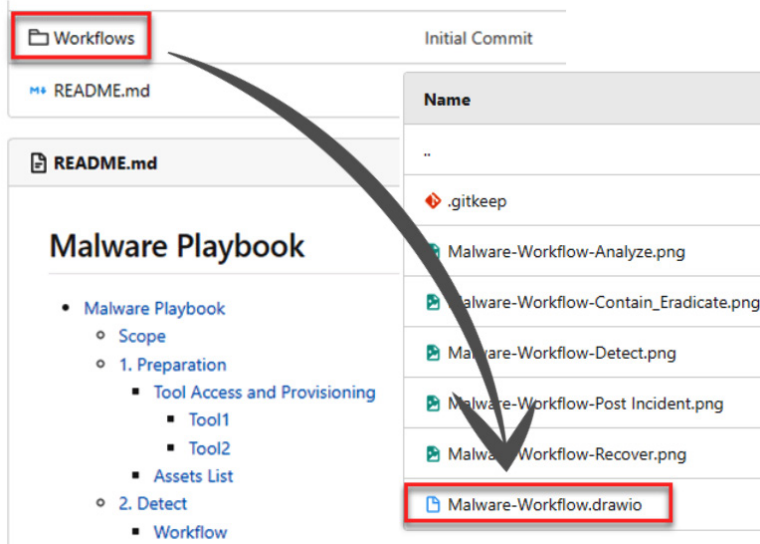 Workflows
Initial Commit
M↓ README.md
README.md
Malware Playbook
Malware Playbook
Scope
1. Preparation
Tool Access and Provisioning
Tool1
Tool2
Assets List
2. Detect
Workflow
Name
..
.gitkeep
Malware-Workflow-Analyze.png
Malware-Workflow-Contain_Eradicate.png
Malware-Workflow-Detect.png
Malware-Workflow-Post Incident.png
Malware-Workflow-Recover.png
Malware-Workflow.drawio